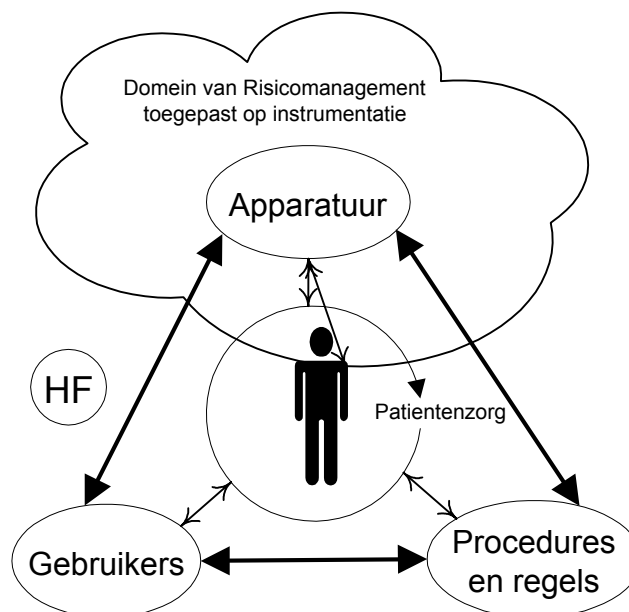 Domein van Risicomanagement
toegepast op instrumentatie
Apparatuur
HF
Patientenzorg
Gebruikers
Procedures
en regels